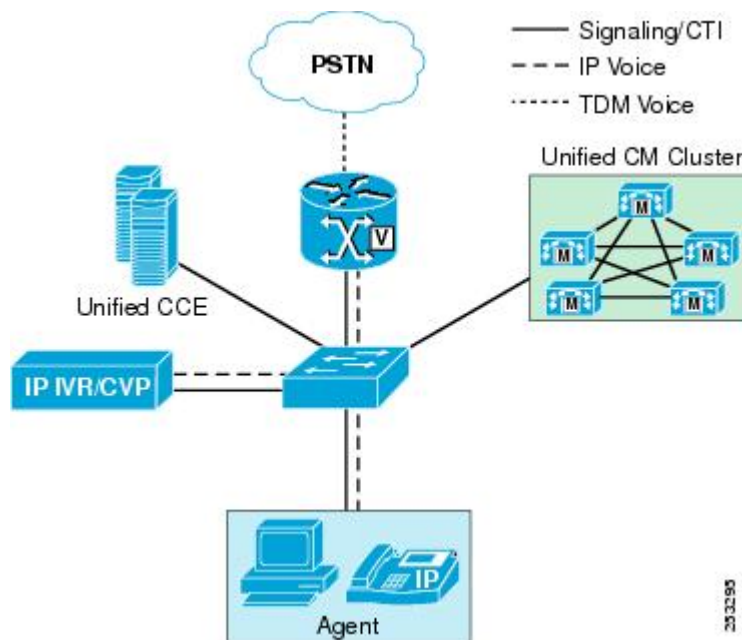 PSTN
Signaling/CTI
IP Voice
TDM Voice
Unified CM Cluster
V
M
M
M
M
M
Unified CCE
IP IVR/CVP
IP
Agent
253295